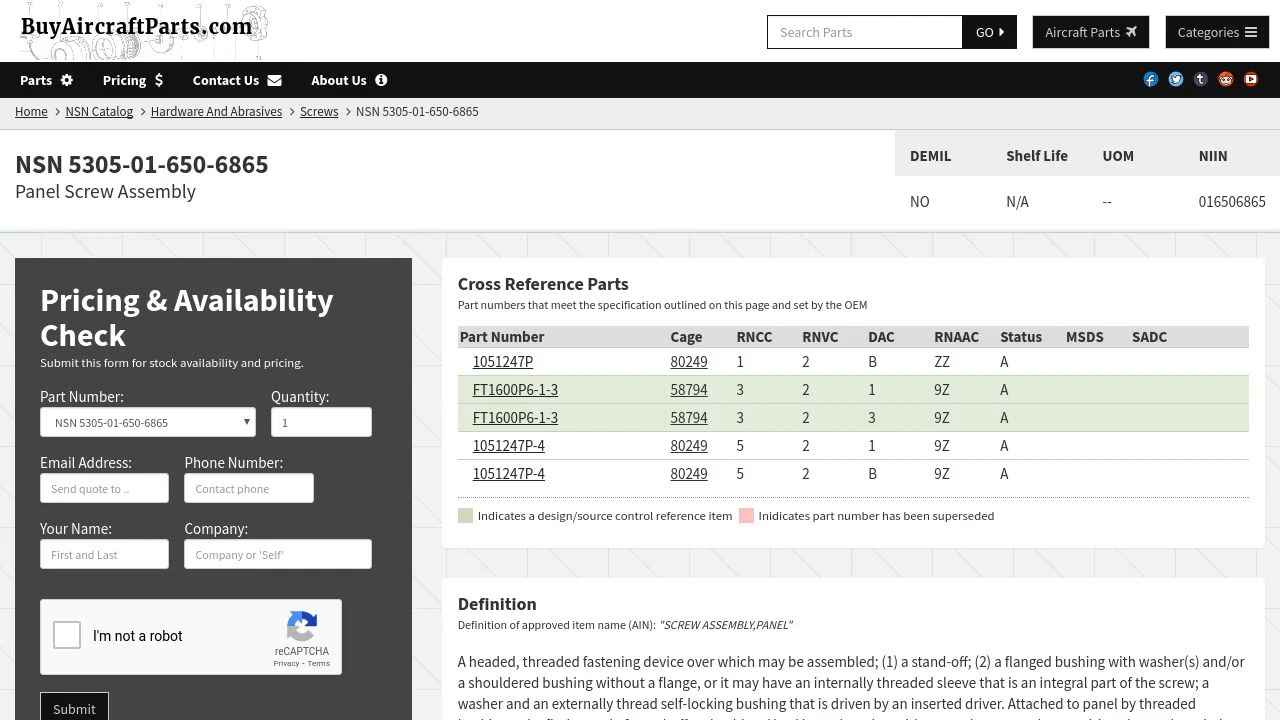 BuyAircraftParts.com
Search Parts
GO
Aircraft Parts
Categories
Parts
Pricing
Contact Us
About Us
Home > NSN Catalog > Hardware And Abrasives > Screws > NSN 5305-01-650-6865
NSN 5305-01-650-6865
Panel Screw Assembly
DEMIL Shelf Life UOM NIIN
NO N/A -- 016506865
Pricing & Availability
Check
Submit this form for stock availability and pricing.
Part Number: Quantity:
NSN 5305-01-650-6865 1
Email Address: Phone Number:
Send quote to .. Contact phone
Your Name: Company:
First and Last Company or 'Self'
I'm not a robot
reCAPTCHA
Privacy - Terms
Submit
Cross Reference Parts
Part numbers that meet the specification outlined on this page and set by the OEM
Part Number Cage RNCC RNVC DAC RNAAC Status MSDS SADC
1051247P 80249 1 2 B ZZ A
FT1600P6-1-3 58794 3 2 1 9Z A
FT1600P6-1-3 58794 3 2 3 9Z A
1051247P-4 80249 5 2 1 9Z A
1051247P-4 80249 5 2 B 9Z A
Indicates a design/source control reference item Inidicates part number has been superseded
Definition
Definition of approved item name (AIN): "SCREW ASSEMBLY,PANEL"
A headed, threaded fastening device over which may be assembled; (1) a stand-off; (2) a flnged bushing with washer(s) and/or
a shouldered bushing without a flange, or it may have an internally threaded sleeve that is an integral part of the screw; a
washer and an externally thread self-locking busting that is driven by an inserted driver. Attached to panel by threaded